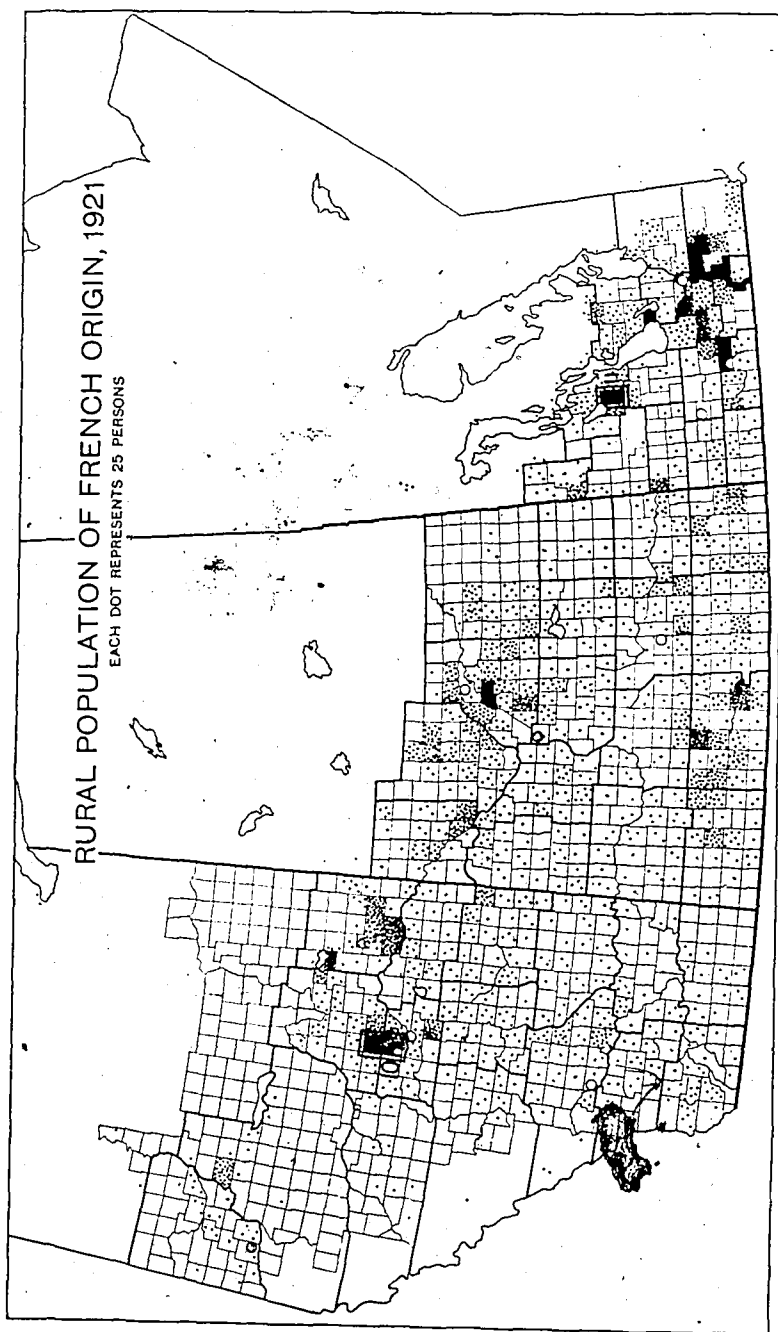 RURAL POPULATION OF FRENCH ORIGIN, 1921
EACH DOT REPRESENTS 25 PERSONS